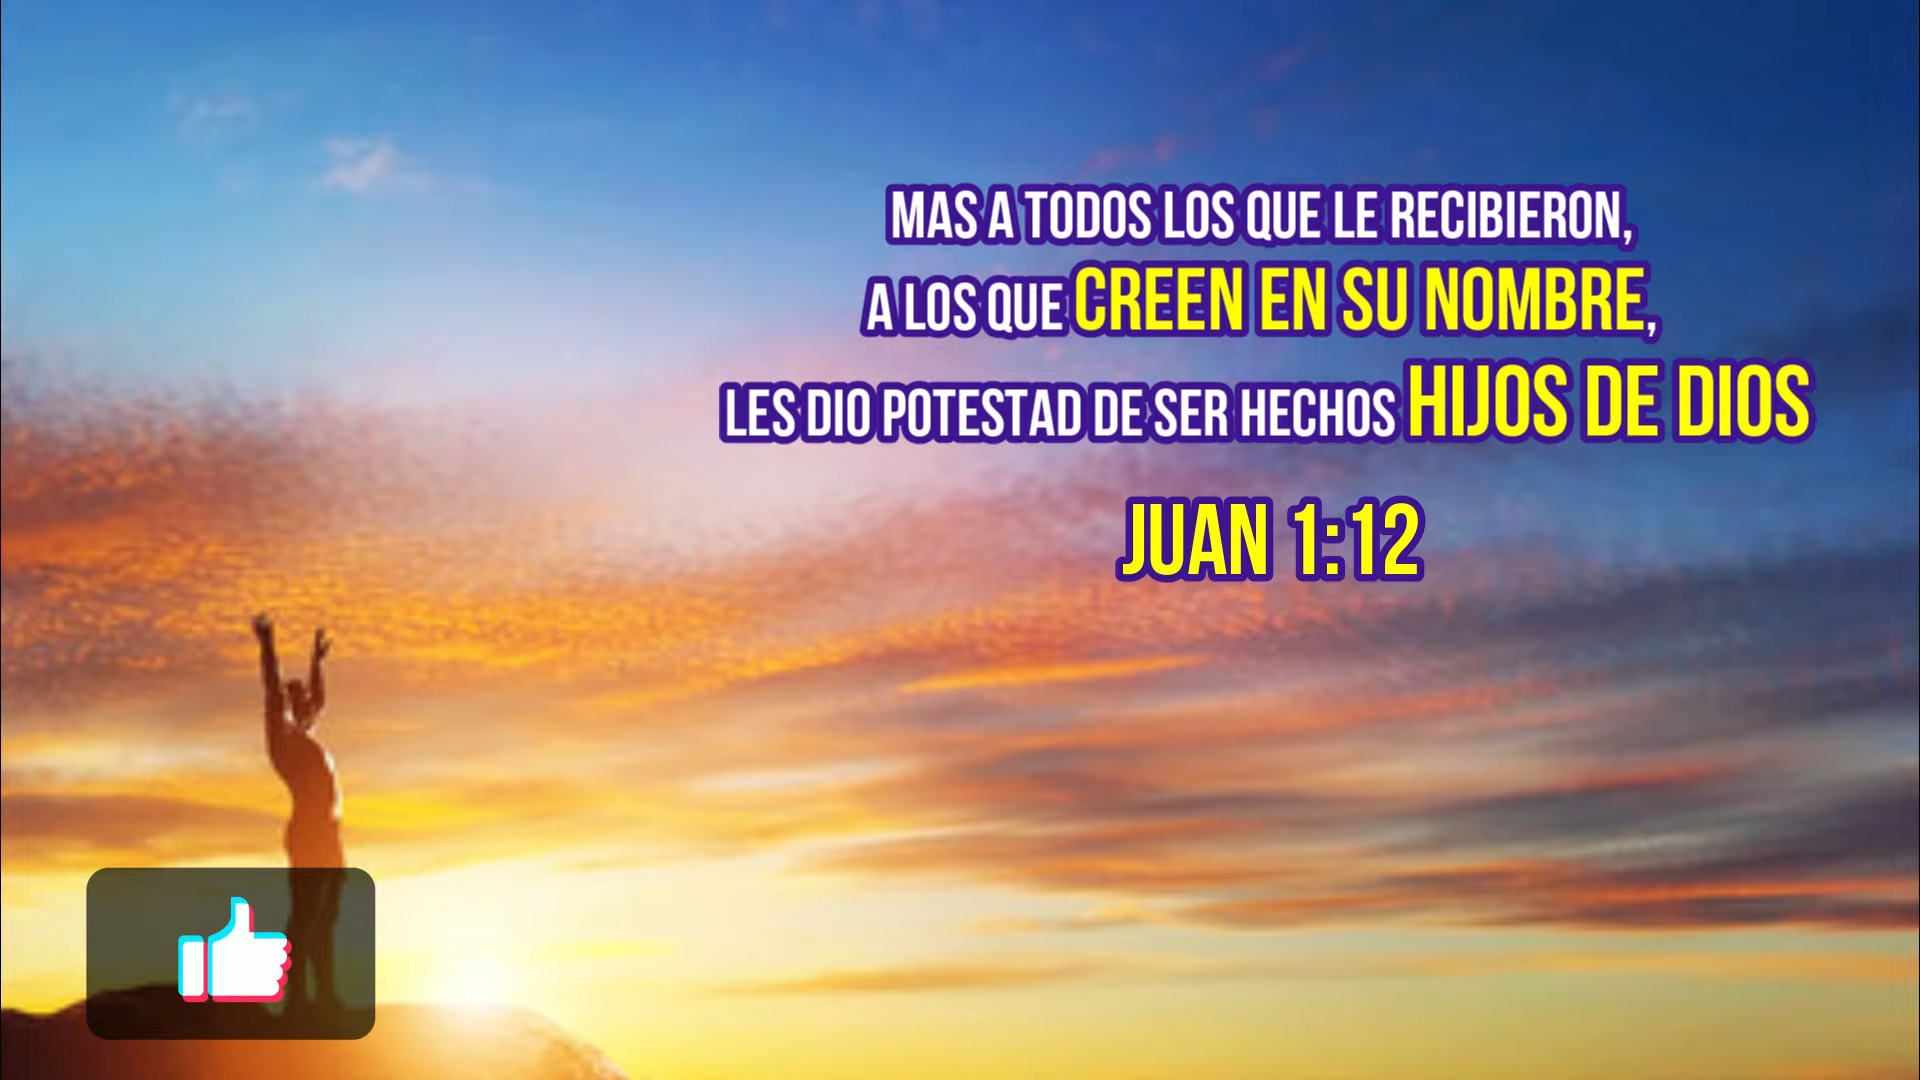 MAS A TODOS LOS QUE LE RECIBIERON,
A LOS QUE CREEN EN SU NOMBRE,
LES DIO POTESTAD DE SER HECHOS HIJOS DE DIOS
JUAN 1:12